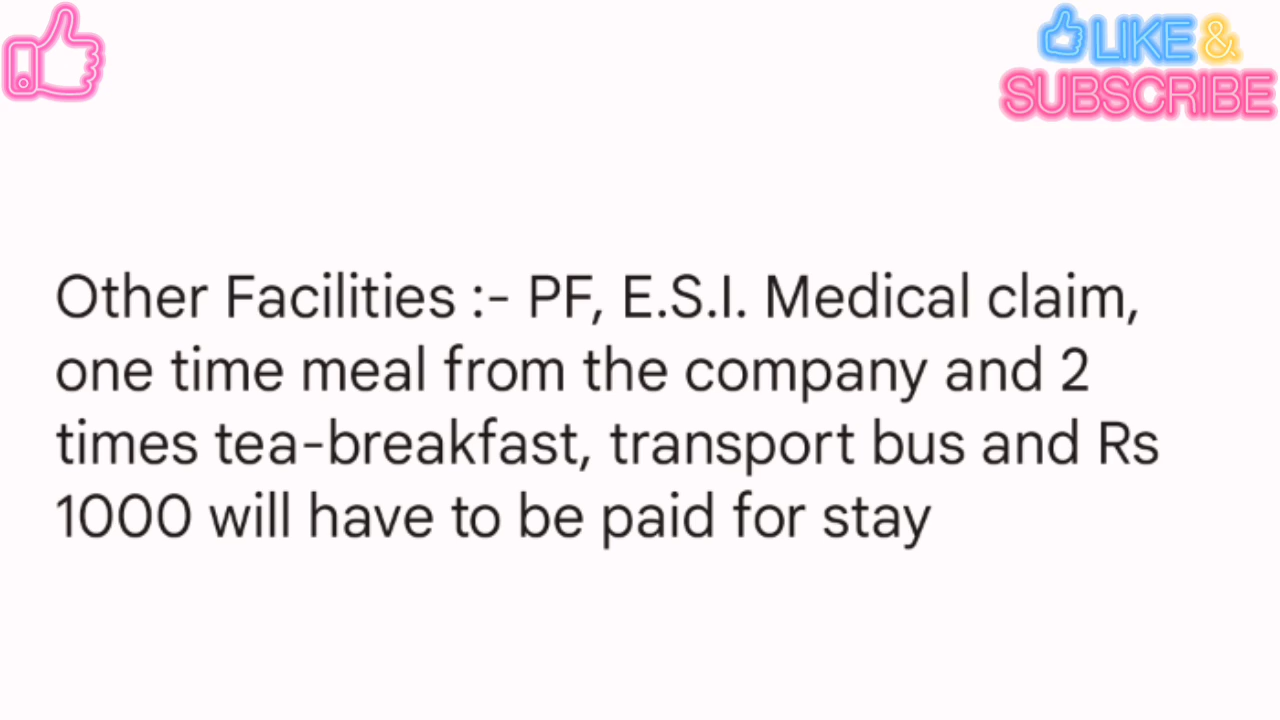 LIKE &
SUBSCRIBE
Other Facilities :- PF, E.S.I. Medical claim,
one time meal from the company and 2
times tea-breakfast, transport bus and Rs
1000 will have to be paid for stay